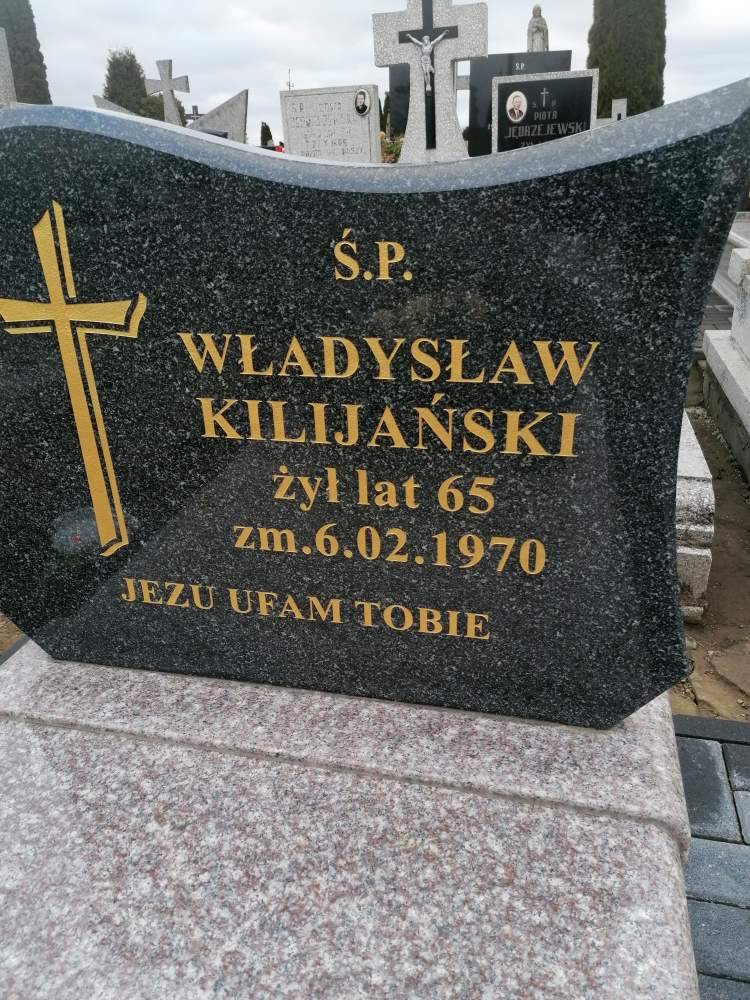 Ś.P.
PIOTR
JĘDRZEJEWSKI
Ś.P.
WŁADYSŁAW
KILIJAŃSKI
żył lat 65
zm.6.02.1970
JEZU UFAM TOBIE